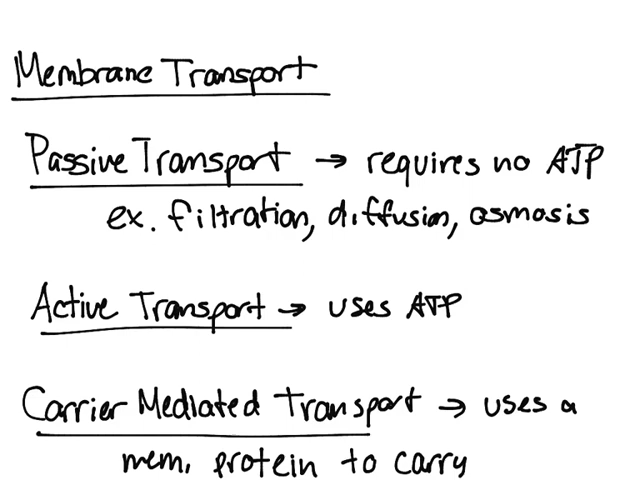 Membrane Transport
Passive Transport → requires no ATP
ex. filtration, diffusion, osmosis
Active Transport → uses ATP
Carrier Mediated Transport → uses a
mem. protein to carry